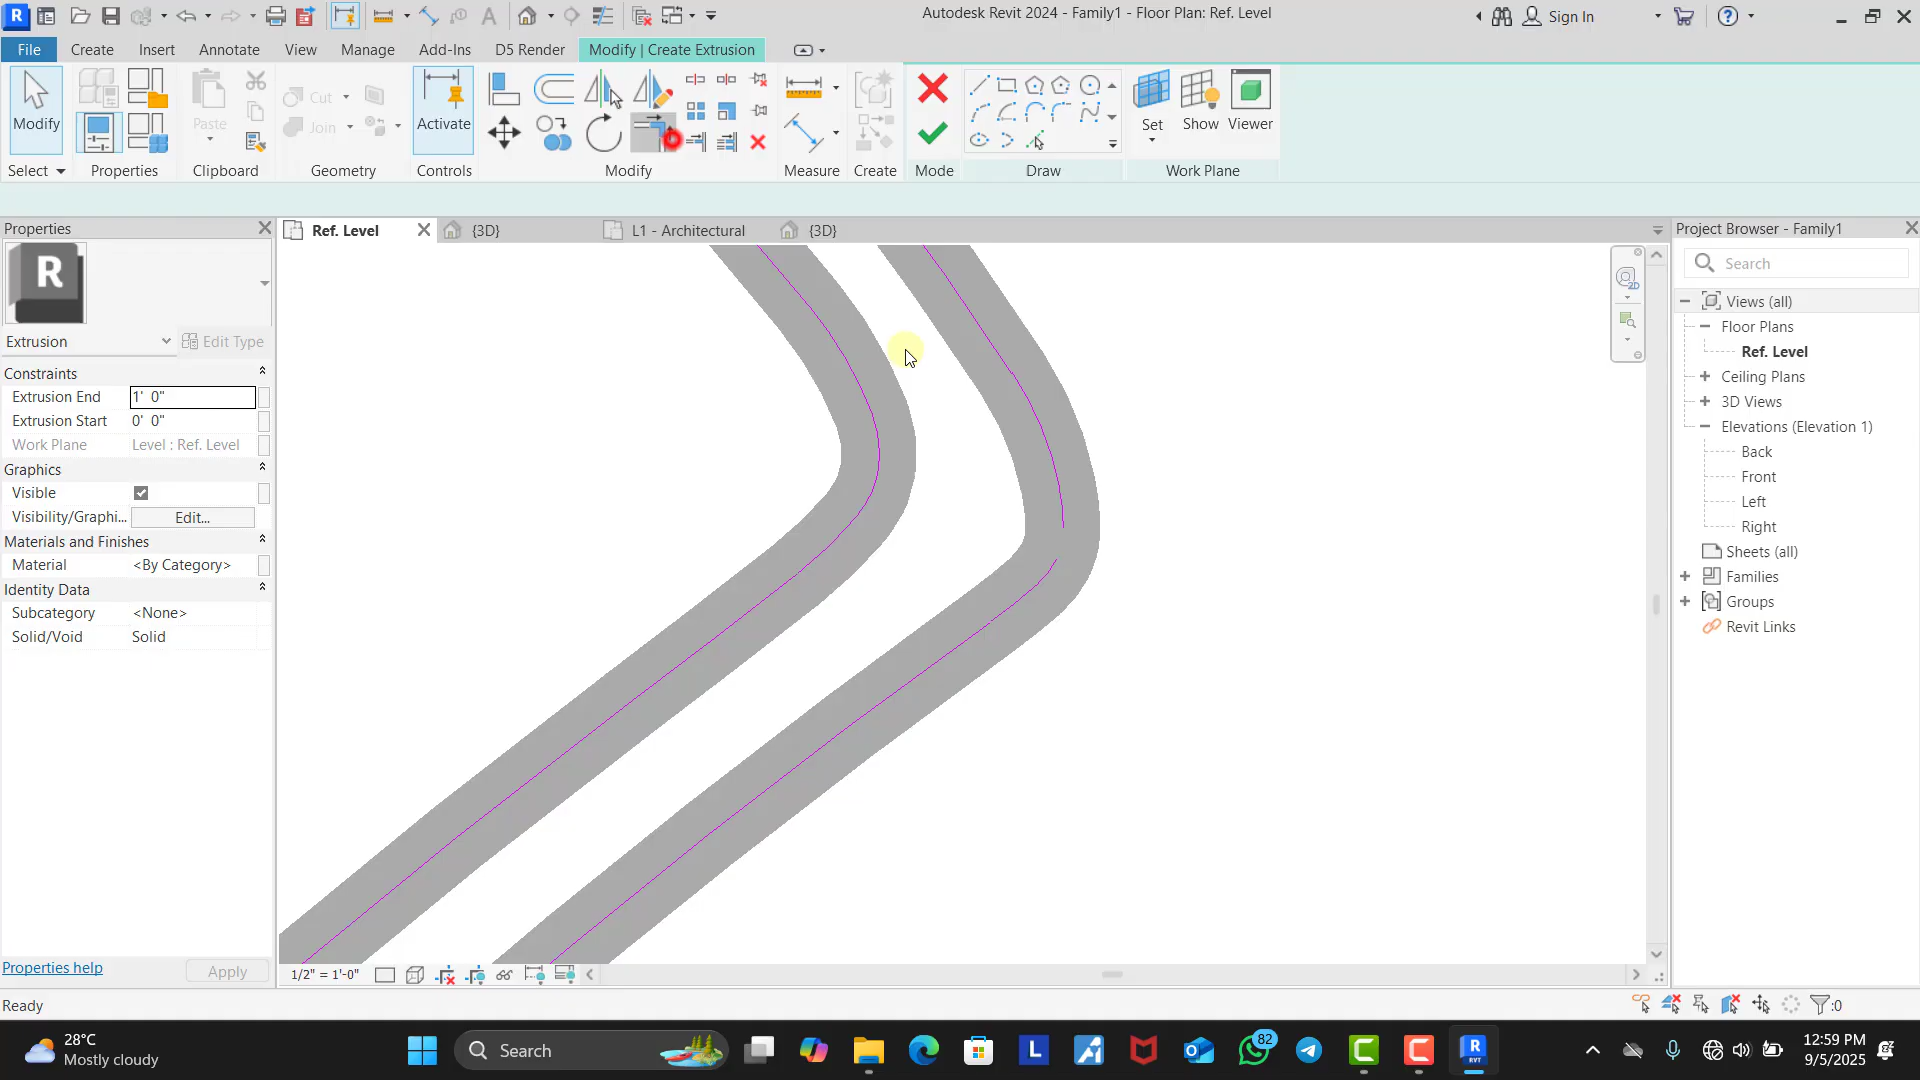 Autodesk Revit 2024 - Family1 - Floor Plan: Ref. Level
Sign In
File
Create
Insert
Annotate
View
Manage
Add-Ins
D5 Render
Modify | Create Extrusion
Modify
Paste
Cut
Join
Activate
Set
Show
Viewer
Select
Properties
Clipboard
Geometry
Controls
Modify
Measure
Create
Mode
Draw
Work Plane
Properties
Ref. Level
{3D}
L1 - Architectural
{3D}
Project Browser - Family1
R
Search
Extrusion
Edit Type
Constraints
Extrusion End 1' 0"
Extrusion Start 0' 0"
Work Plane Level : Ref. Level
Graphics
Visible
Visibility/Graphi... Edit...
Materials and Finishes
Material <By Category>
Identity Data
Subcategory <None>
Solid/Void Solid
Views (all)
Floor Plans
Ref. Level
Ceiling Plans
3D Views
Elevations (Elevation 1)
Back
Front
Left
Right
Sheets (all)
Families
Groups
Revit Links
2D
Properties help
Apply
1/2" = 1'-0"
Ready
:0
28°C
Mostly cloudy
Search
L
82
C
C
R
RVT
12:59 PM
9/5/2025